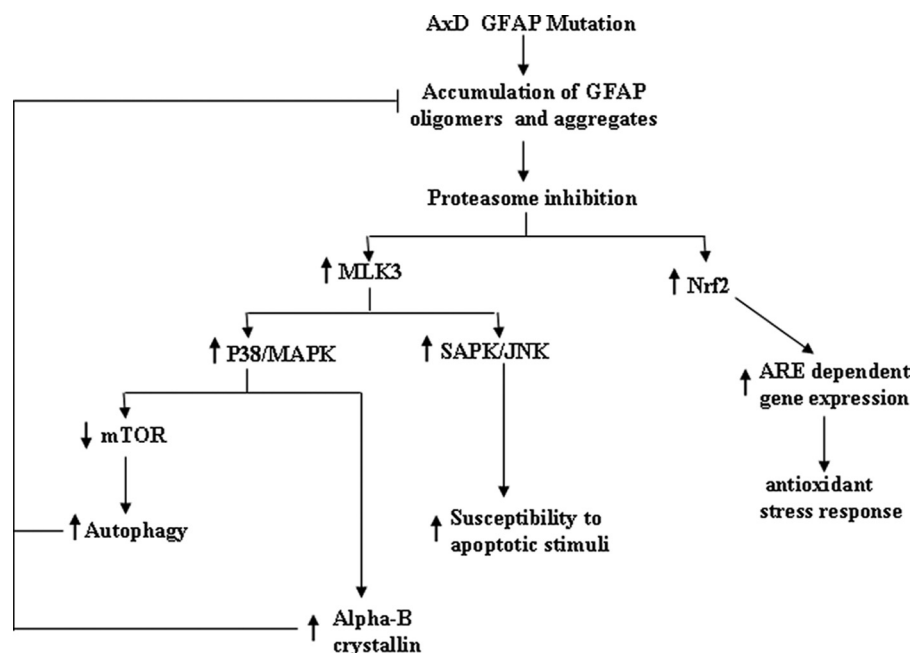 AxD GFAP Mutation
Accumulation of GFAP
oligomers and aggregates
Proteasome inhibition
↑ MLK3
↑ Nrf2
↑ P38/MAPK
↑ SAPK/JNK
↑ ARE dependent
gene expression
↓ mTOR
antioxidant
stress response
↑ Autophagy
↑ Susceptibility to
apoptotic stimuli
↑ Alpha-B
crystallin